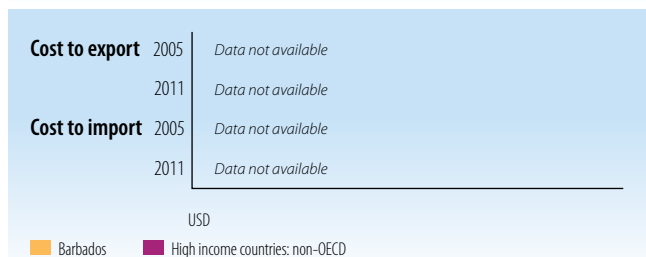 Cost to export 2005 Data not available
2011 Data not available
Cost to import 2005 Data not available
2011 Data not available
USD
Barbados High income countries: non-OECD